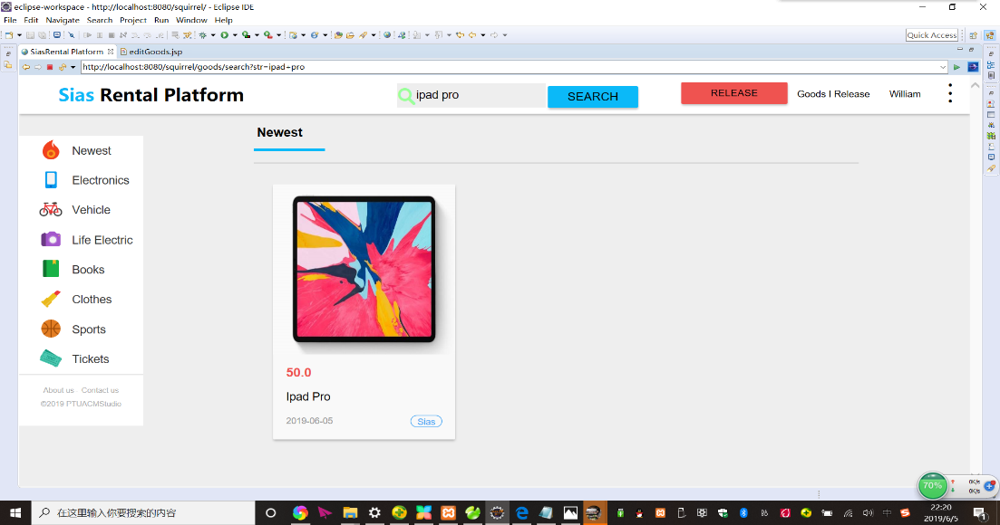 eclipse-workspace - http://localhost:8080/squirrel/ - Eclipse IDE
File Edit Navigate Search Project Run Window Help
Quick Access
SiasRental Platform editGoods.jsp
http://localhost:8080/squirrel/goods/search?str=ipad+pro
Sias Rental Platform ipad pro SEARCH RELEASE Goods I Release William
Newest
Newest
Electronics
Vehicle
Life Electric
Books
Clothes
Sports
Tickets
About us Contact us
©2019 PTUACMStudio
50.0
Ipad Pro
2019-06-05 Sias
70% 0K/s
0K/s
在这里输入你要搜索的内容
中
22:20
2019/6/5
1